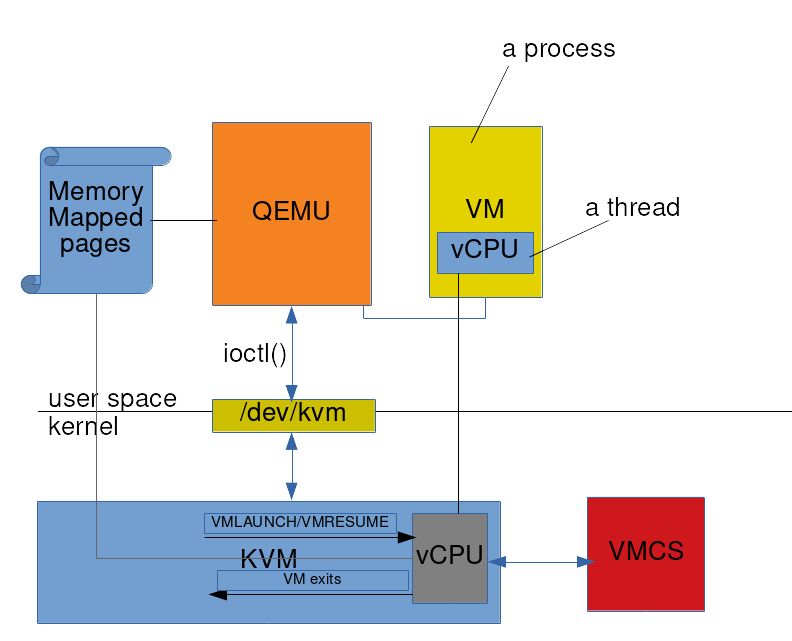 a process
Memory
Mapped
pages
QEMU
VM
a thread
vCPU
ioctl()
user space
kernel
/dev/kvm
VMLAUNCH/VMRESUME
KVM
vCPU
VMCS
VM exits